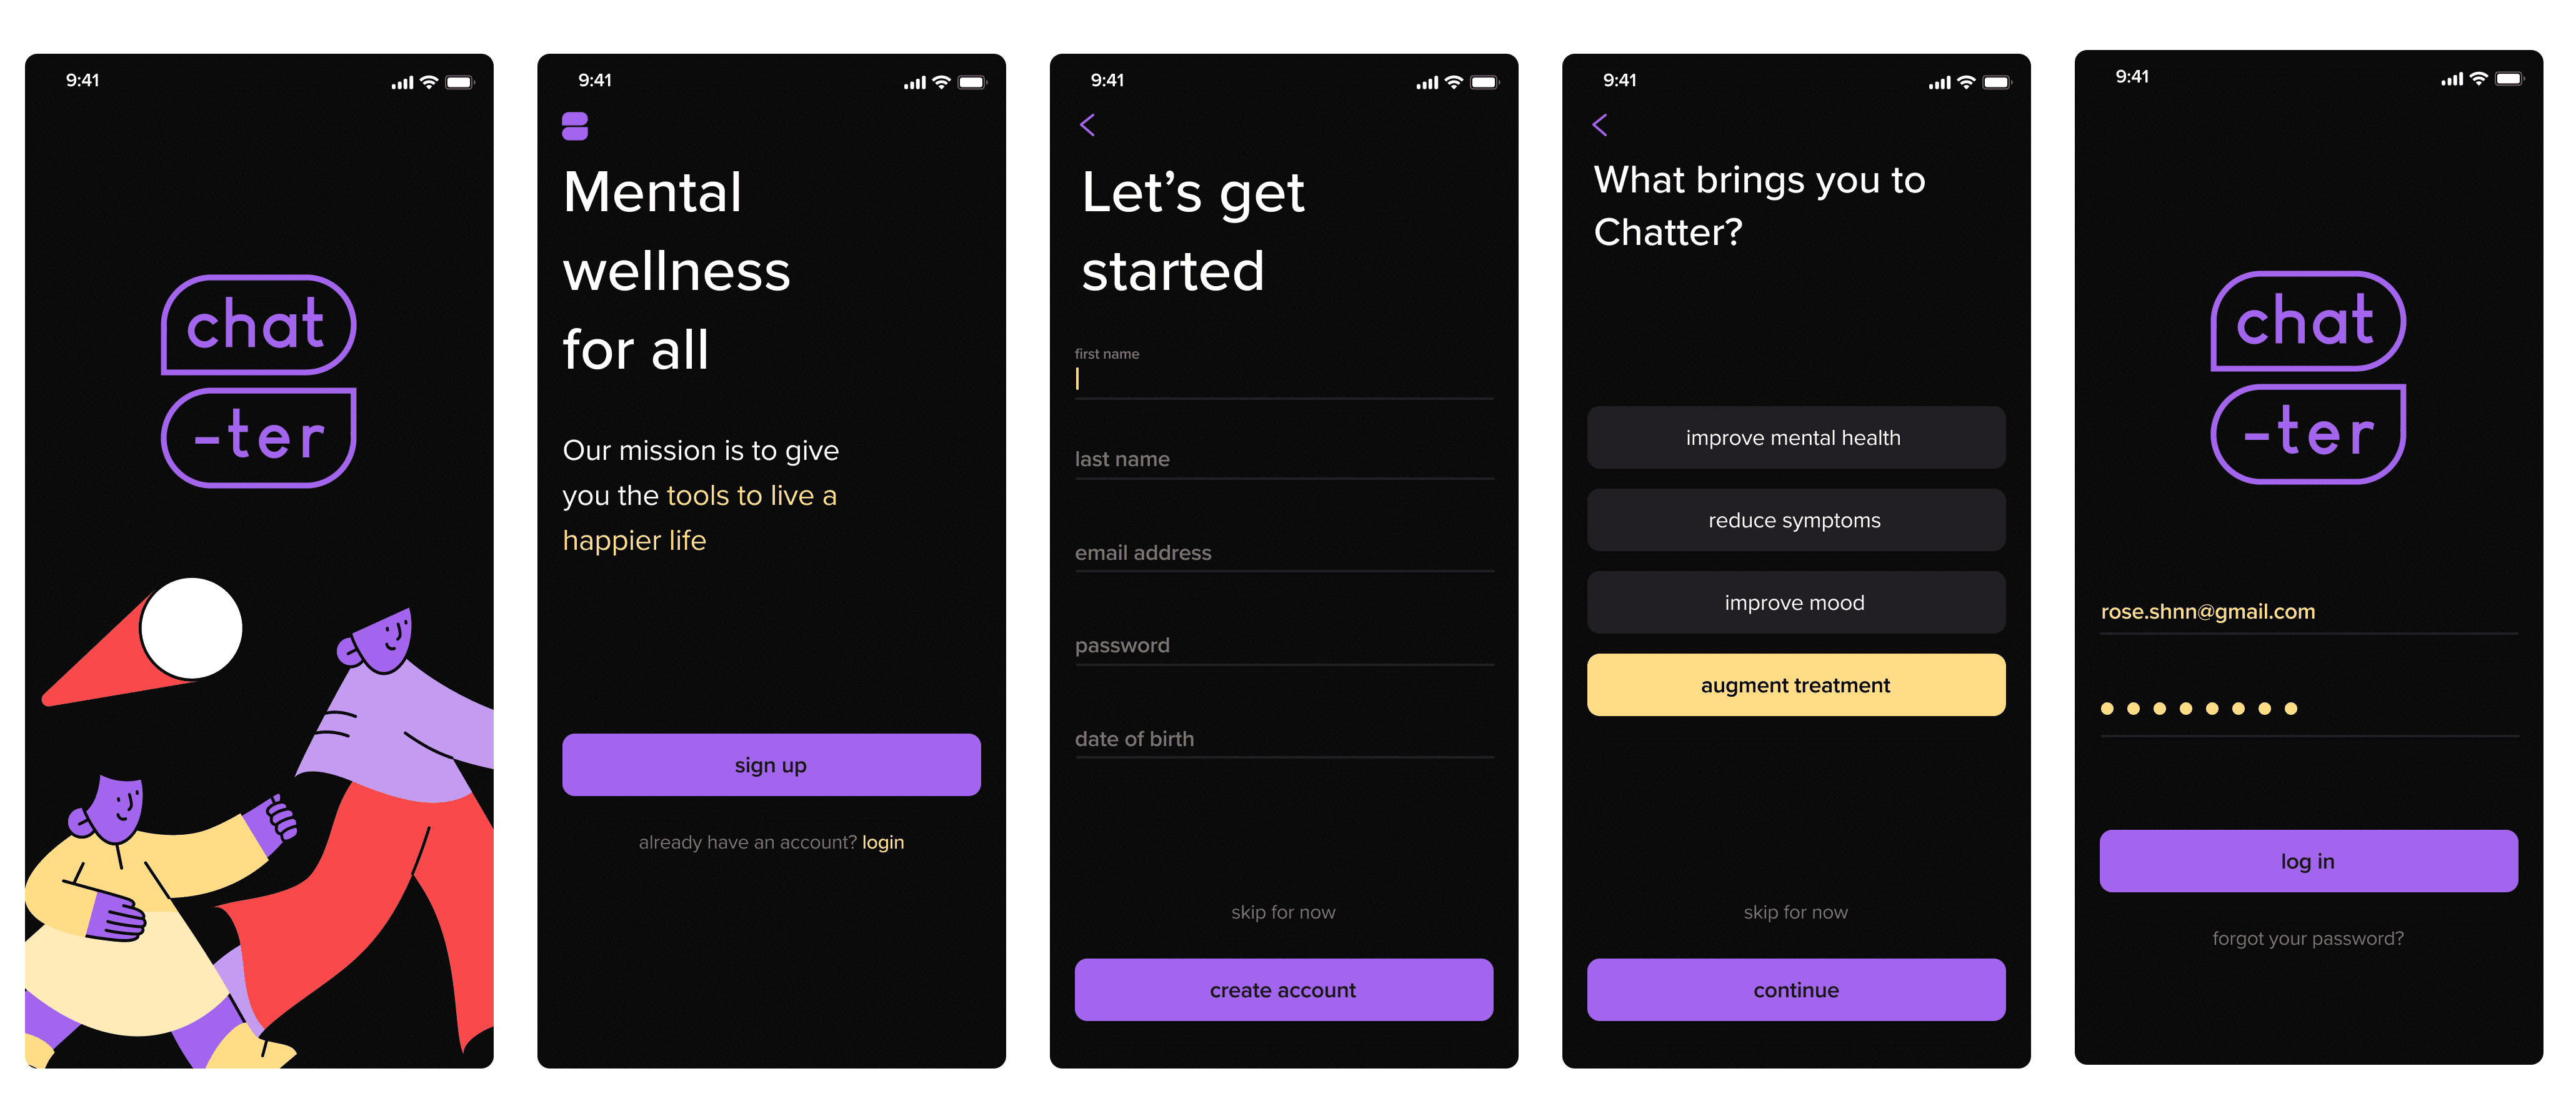 9:41
chat
-ter
9:41
Mental
wellness
for all
Our mission is to give
you the tools to live a
happier life
sign up
already have an account? login
9:41
Let’s get
started
first name
last name
email address
password
date of birth
skip for now
create account
9:41
What brings you to
Chatter?
improve mental health
reduce symptoms
improve mood
augment treatment
skip for now
continue
9:41
chat
-ter
rose.shnn@gmail.com
log in
forgot your password?